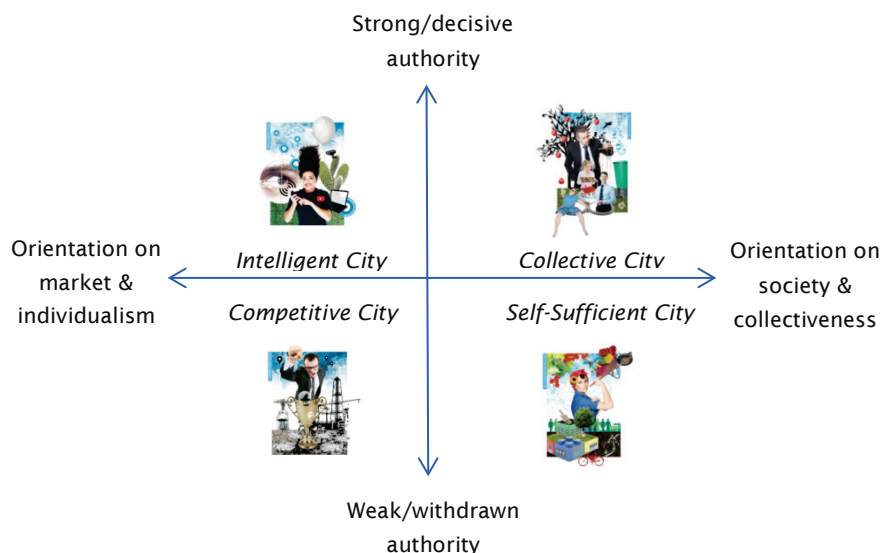 Strong/decisive
authority
Orientation on
market &
individualism
Intelligent City
Collective City
Orientation on
society &
collectiveness
Competitive City
Self-Sufficient City
Weak/withdrawn
authority